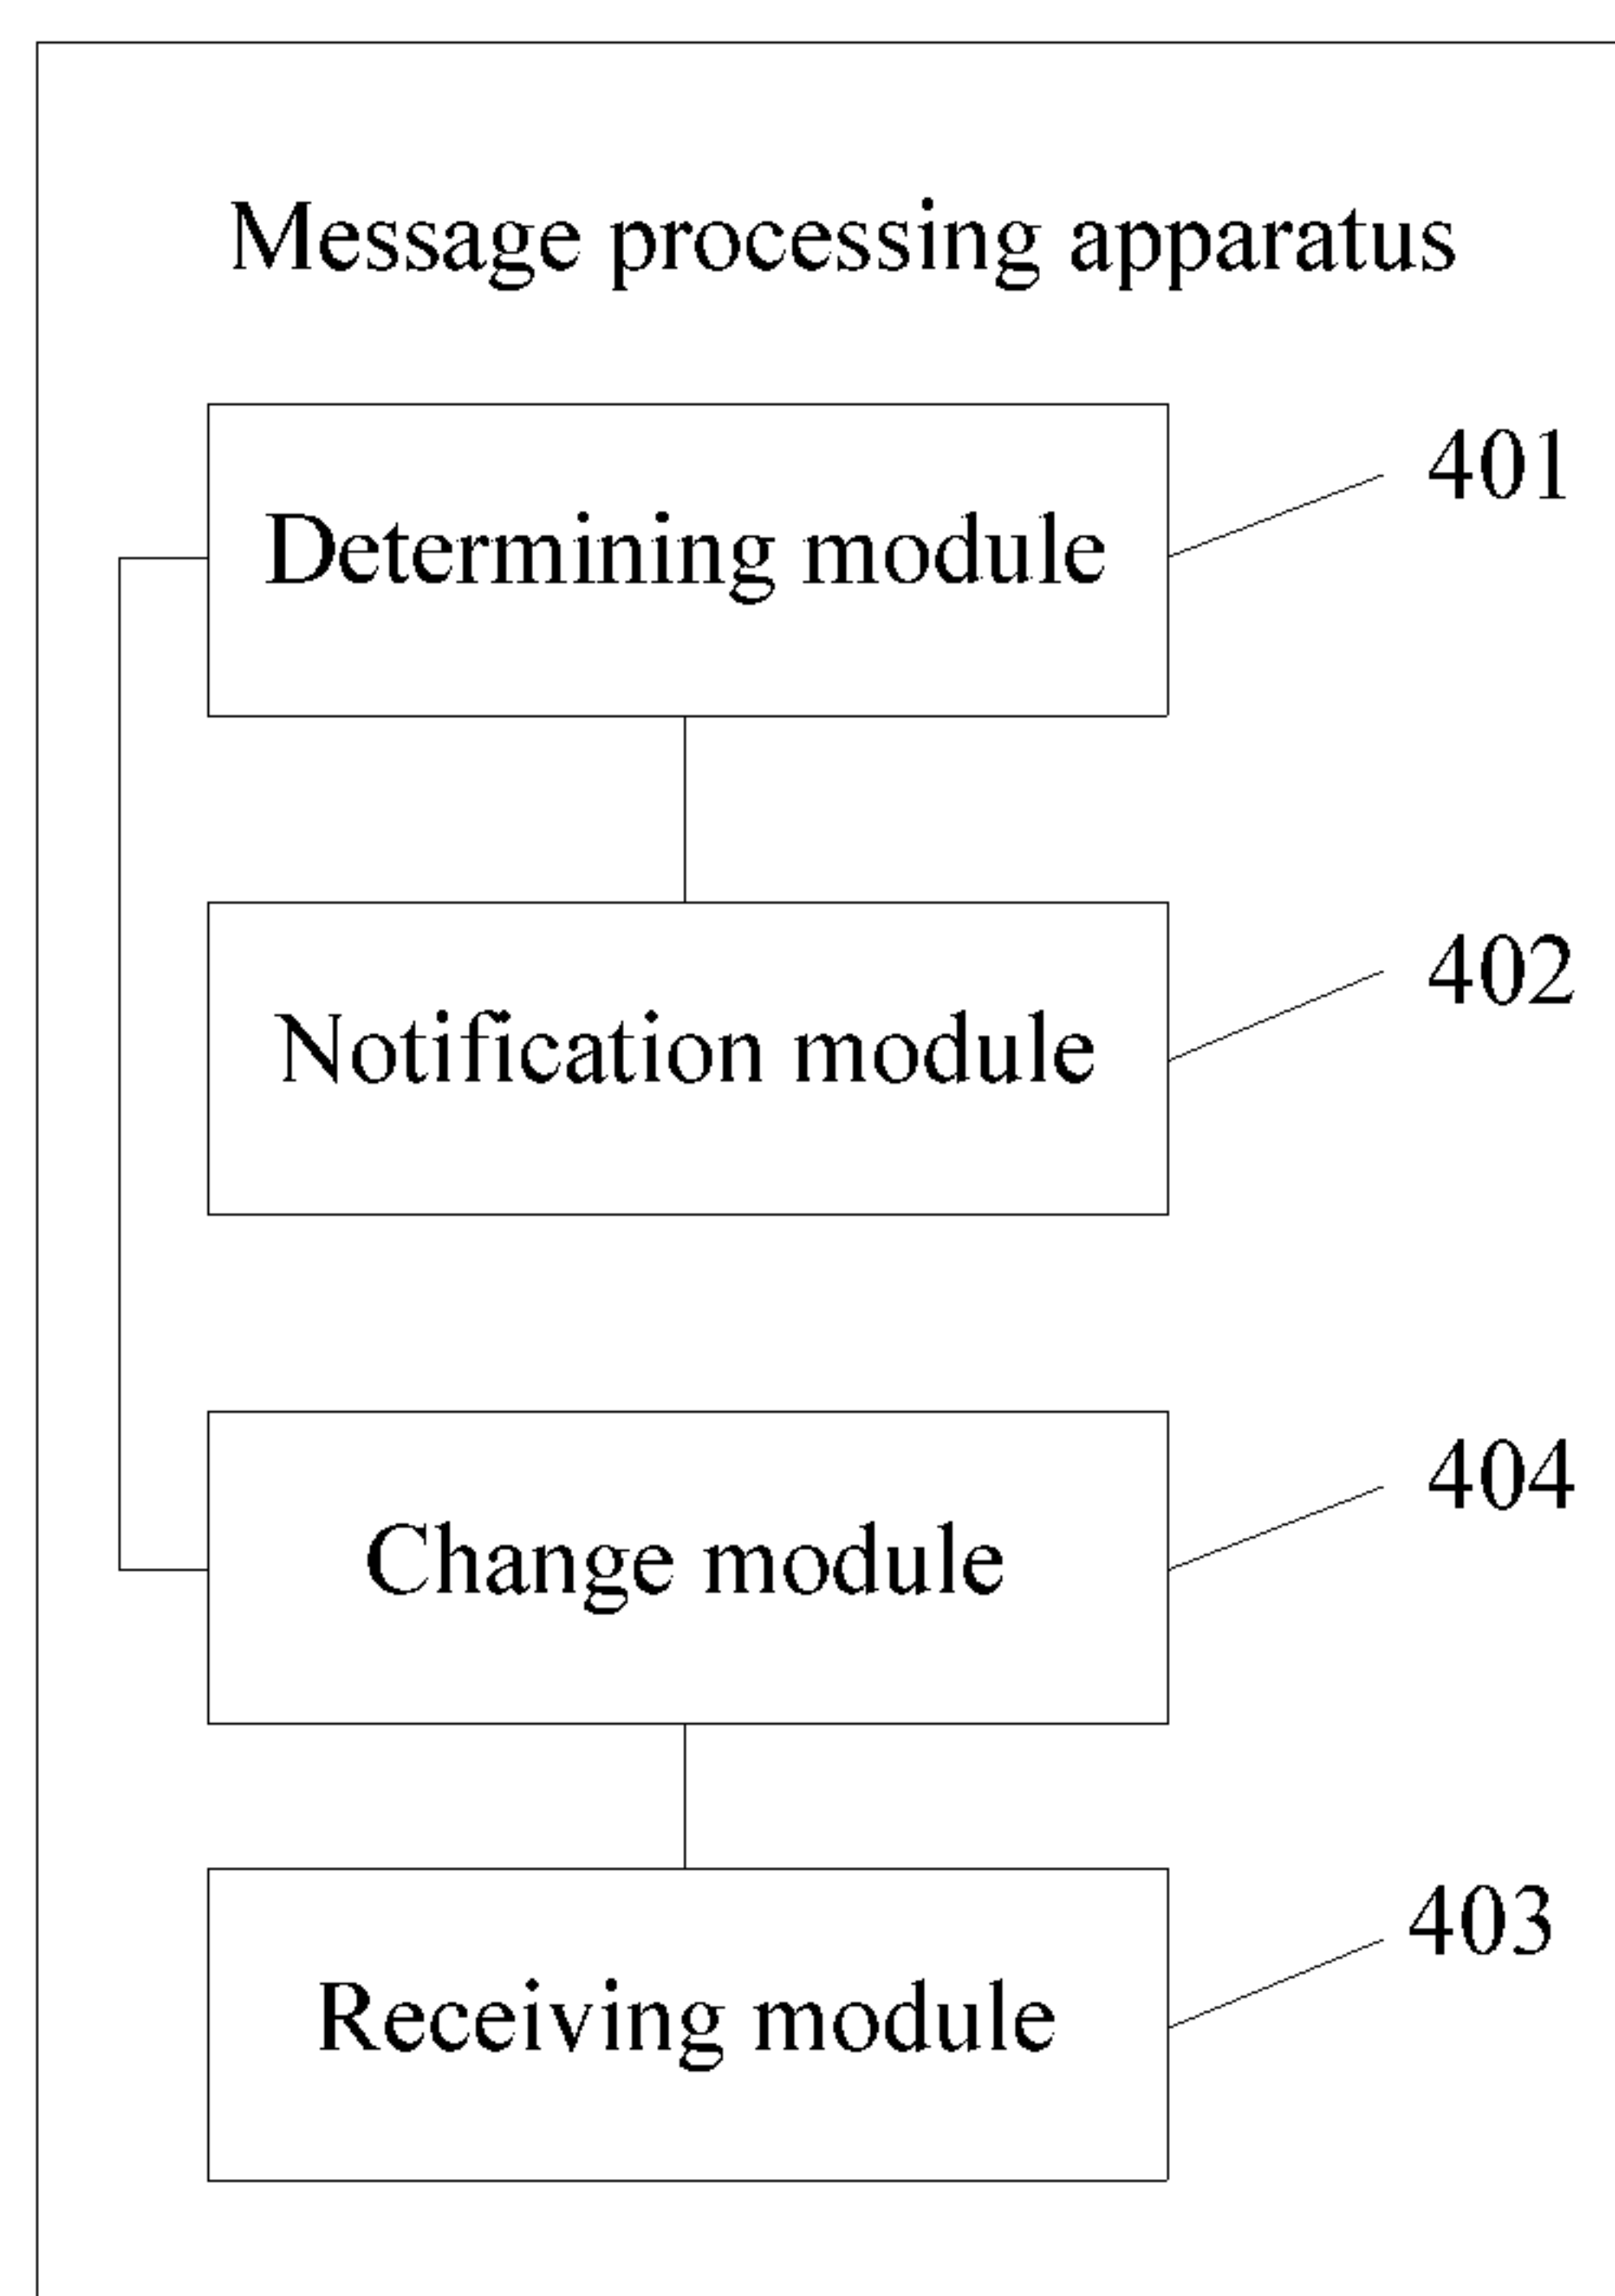 Message processing apparatus
Determining module
401
Notification module
402
Change module
404
Receiving module
403